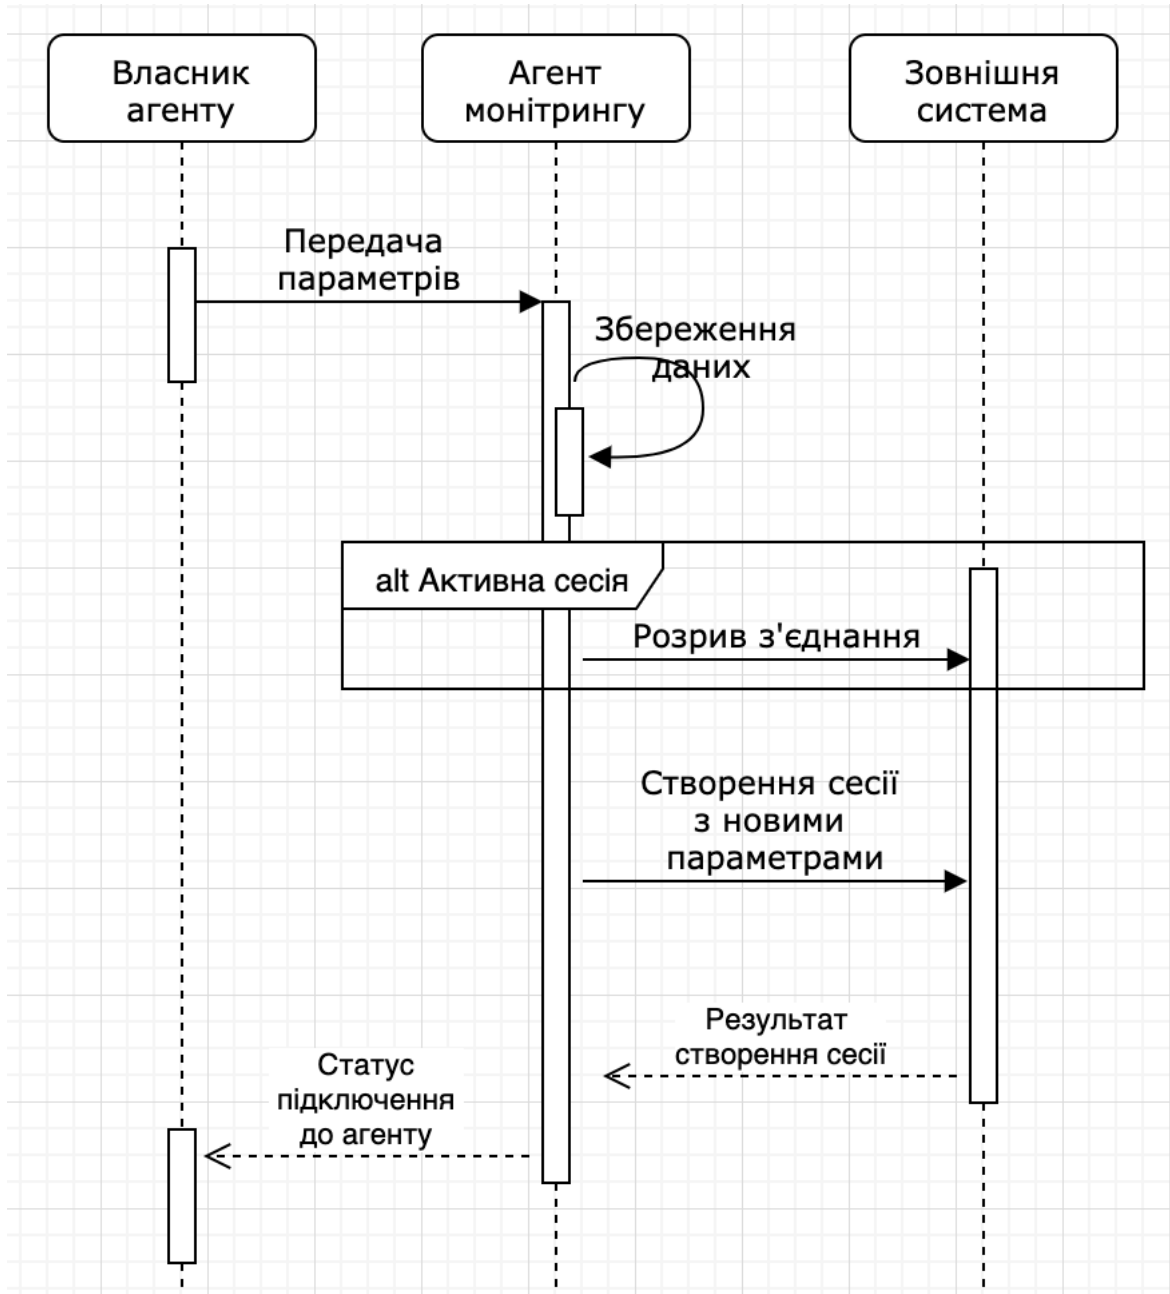 Власник
агенту
Агент
монітрингу
Зовнішня
система
Передача
параметрів
Збереження
даних
alt Активна сесія
Розрив з'єднання
Створення сесії
з новими
параметрами
Результат
створення сесії
Статус
підключення
до агенту